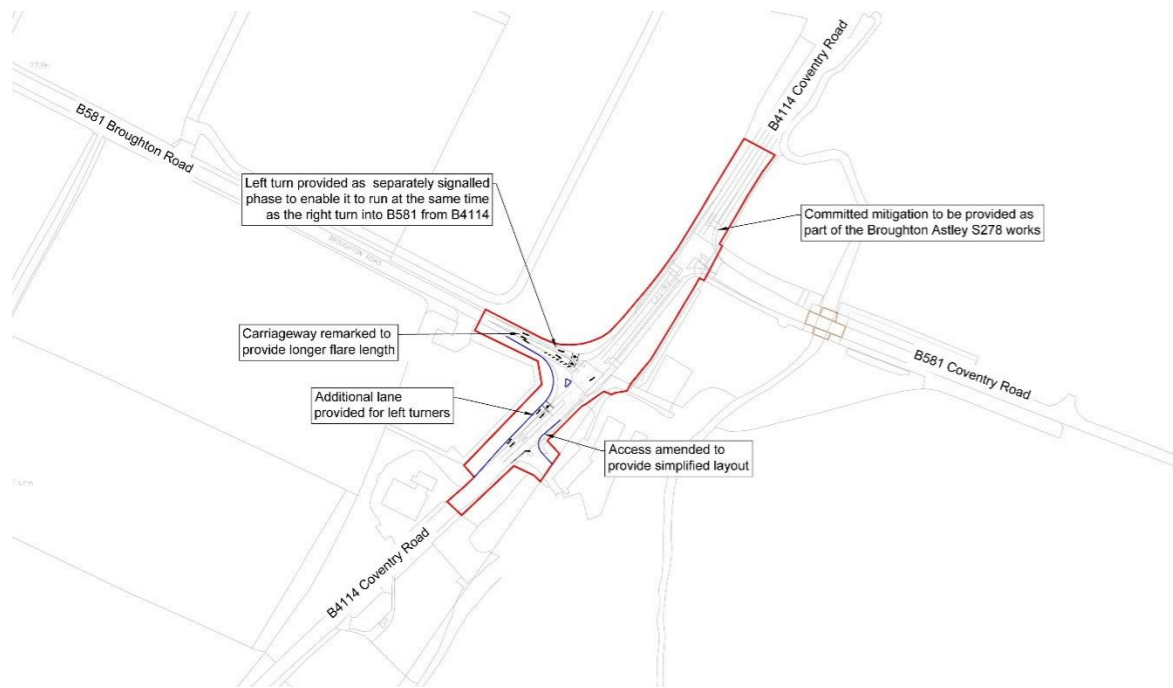 B4114 Coventry Road
B581 Broughton Road
Left turn provided as separately signalled
phase to enable it to run at the same time
as the right turn into B581 from B4114
Committed mitigation to be provided as
part of the Broughton Astley S278 works
BROUGHTON ROAD
Carriageway remarked to
provide longer flare length
B581 Coventry Road
Additional lane
provided for left turners
Access amended to
provide simplified layout
B4114 Coventry Road